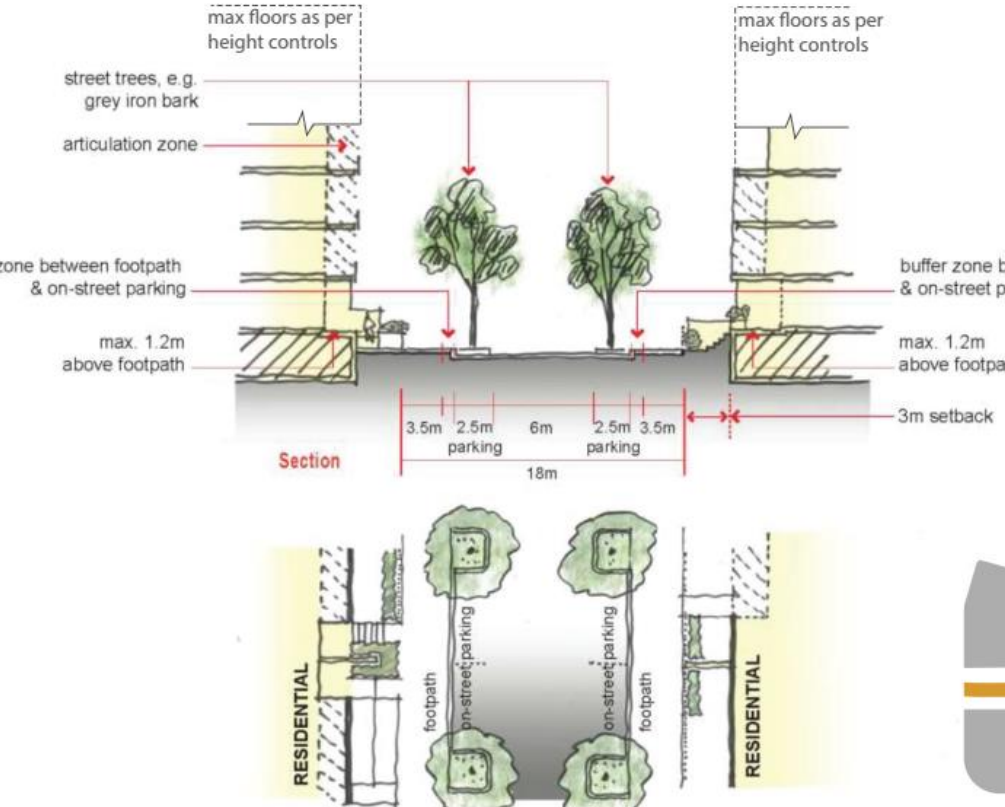 max floors as per
height controls
max floors as per
height controls
street trees, e.g.
grey iron bark
articulation zone
zone between footpath
& on-street parking
buffer zone b
& on-street p
max. 1.2m
above footpath
max. 1.2m
above footpa
3.5m
2.5m
parking
6m
2.5m
parking
3.5m
3m setback
18m
Section
RESIDENTIAL
footpath
on-street parking
on-street parking
footpath
RESIDENTIAL